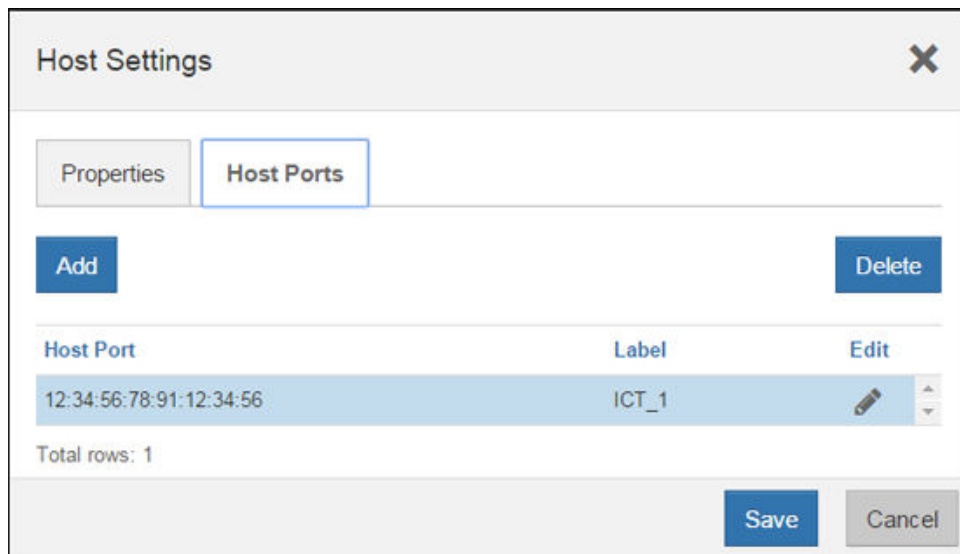 Host Settings
Properties Host Ports
Add Delete
Host Port Label Edit
12:34:56:78:91:12:34:56 ICT_1
Total rows: 1
Save Cancel